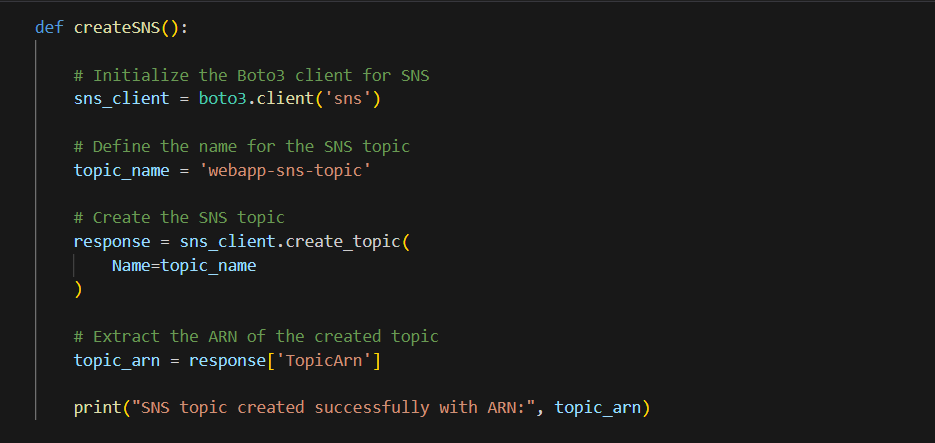 def createSNS():
# Initialize the Boto3 client for SNS
sns_client = boto3.client('sns')
# Define the name for the SNS topic
topic_name = 'webapp-sns-topic'
# Create the SNS topic
response = sns_client.create_topic(
Name=topic_name
)
# Extract the ARN of the created topic
topic_arn = response['TopicArn']
print("SNS topic created successfully with ARN:", topic_arn)